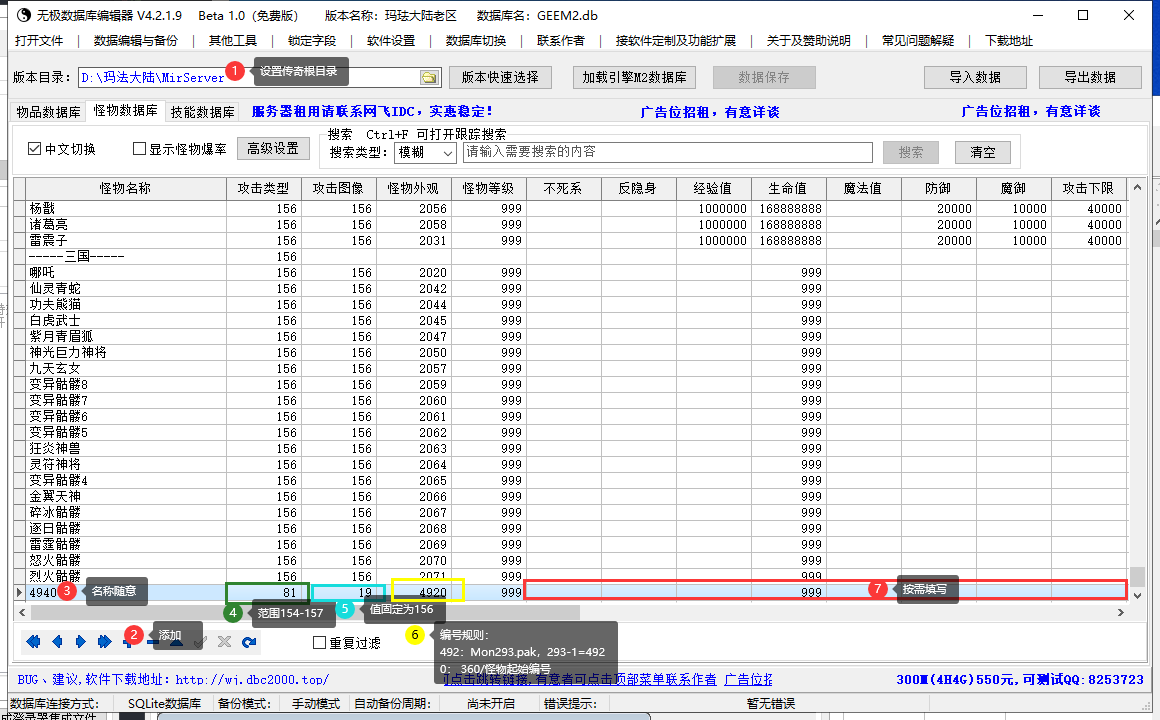 无极数据库编辑器 V4.2.1.9 Beta 1.0（免费版） 版本名称：玛珐大陆老区 数据库名：GEEM2.db
打开文件 | 数据编辑与备份 | 其他工具 | 锁定字段 | 软件设置 | 数据库切换 | 联系作者 | 接软件定制及功能扩展 | 关于及赞助说明 | 常见问题解疑 | 下载地址
版本目录： D:\玛法大陆\MirServer 1 设置传奇根目录 版本快速选择 加载引擎M2数据库 数据保存 导入数据 导出数据
物品数据库 怪物数据库 技能数据库 服务器租用请联系网飞IDC，实惠稳定！ 广告位招租，有意详谈 广告位招租，有意详谈
搜索 Ctrl+F 可打开跟踪搜索
中文切换 显示怪物爆率 高级设置 搜索类型： 模糊 请输入需要搜索的内容 搜索 清空
怪物名称 攻击类型 攻击图像 怪物外观 怪物等级 不死系 反隐身 经验值 生命值 魔法值 防御 魔御 攻击下限
杨戬 156 156 2056 999 1000000 168888888 20000 10000 40000
诸葛亮 156 156 2058 999 1000000 168888888 20000 10000 40000
雷震子 156 156 2031 999 1000000 168888888 20000 10000 40000
-----三国----- 156
哪吒 156 156 2020 999 999
仙灵青蛇 156 156 2042 999 999
功夫熊猫 156 156 2044 999 999
白虎武士 156 156 2045 999 999
紫月青眉狐 156 156 2047 999 999
神光巨力神将 156 156 2050 999 999
九天玄女 156 156 2057 999 999
变异骷髅8 156 156 2059 999 999
变异骷髅7 156 156 2060 999 999
变异骷髅6 156 156 2061 999 999
变异骷髅5 156 156 2062 999 999
狂炎神兽 156 156 2063 999 999
灵符神将 156 156 2064 999 999
变异骷髅4 156 156 2065 999 999
金翼天神 156 156 2066 999 999
碎冰骷髅 156 156 2067 999 999
逐日骷髅 156 156 2068 999 999
雷霆骷髅 156 156 2069 999 999
怒火骷髅 156 156 2070 999 999
烈火骷髅 156 156 2071 999 999
4940 3 名称随意 81 19 4920 999 7 按需填写 999
4 范围154-157 5 值固定为156
2 添加 重复过滤 6 编号规则：
492：Mon293.pak，293-1=492
0： 360/怪物起始编号
BUG、建议,软件下载地址：http://wj.dbc2000.top/ 可点击跳转链接,有意者可点击顶部菜单联系作者 广告位招 300M(4H4G)550元,可测试QQ:8253723
数据库连接方式： SQLite数据库 备份模式： 手动模式 自动备份周期： 尚未开启 错误提示： 暂无错误
成登录器集成文件